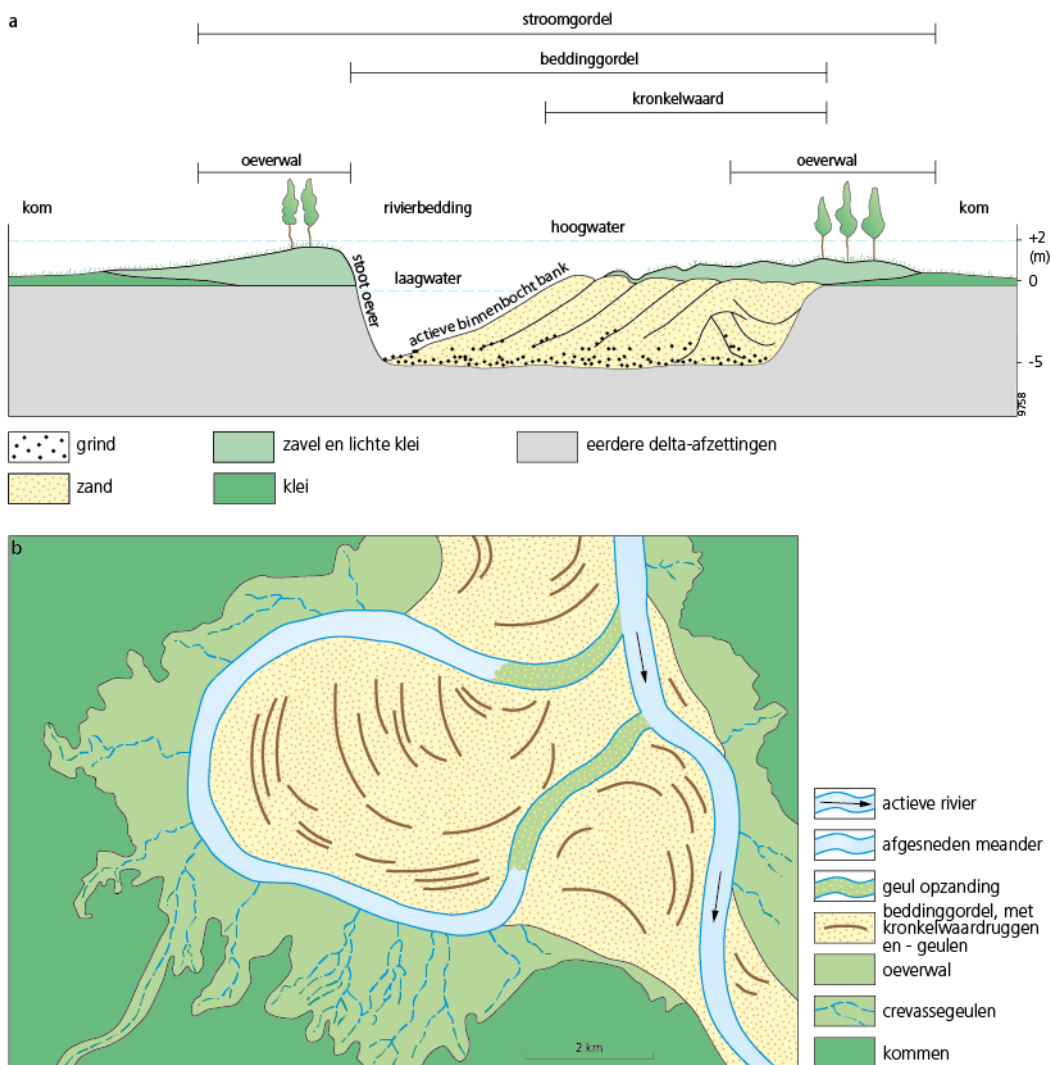 a
stroomgordel
beddinggordel
kronkelwaard
oeverwal
oeverwal
kom
rivierbedding
hoogwater
kom
+2
(m)
laagwater
0
stoot oever
actieve binnenbocht bank
-5
9758
grind
zavel en lichte klei
eerdere delta-afzettingen
zand
klei
b
actieve rivier
afgesneden meander
geul opzanding
beddinggordel, met
kronkelwaardruggen
en - geulen
oeverwal
crevassegeulen
kommen
2 km